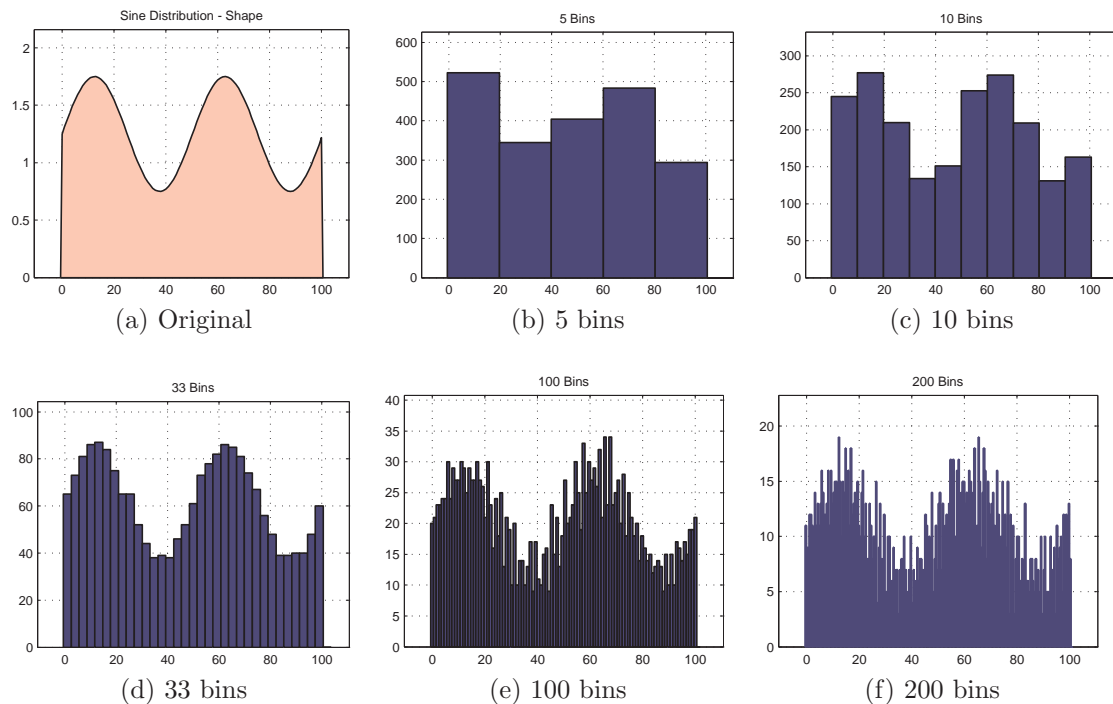 Sine Distribution - Shape
2
1.5
1
0.5
0
0 20 40 60 80 100
(a) Original
5 Bins
600
500
400
300
200
100
0
0 20 40 60 80 100
(b) 5 bins
10 Bins
300
250
200
150
100
50
0
0 20 40 60 80 100
(c) 10 bins
33 Bins
100
80
60
40
20
0
0 20 40 60 80 100
(d) 33 bins
100 Bins
40
35
30
25
20
15
10
5
0
0 20 40 60 80 100
(e) 100 bins
200 Bins
20
15
10
5
0
0 20 40 60 80 100
(f) 200 bins